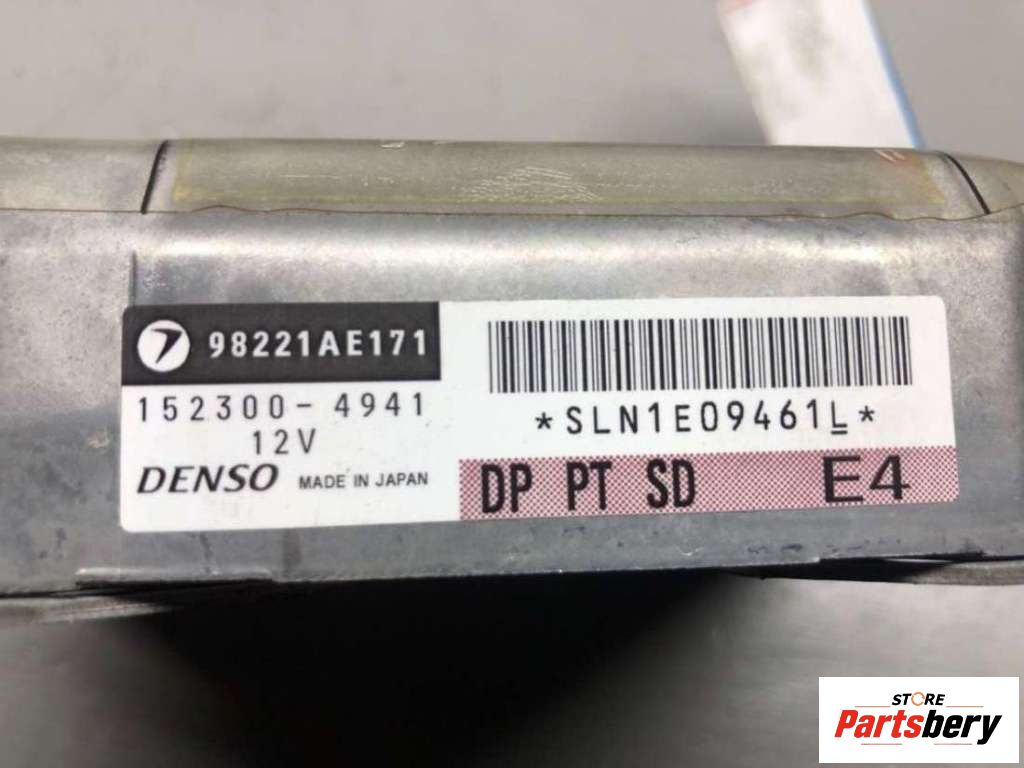 98221AE171
152300-4941
12V
DENSO MADE IN JAPAN
*SLN1E09461L*
DP PT SD E4
STORE
Partsbery